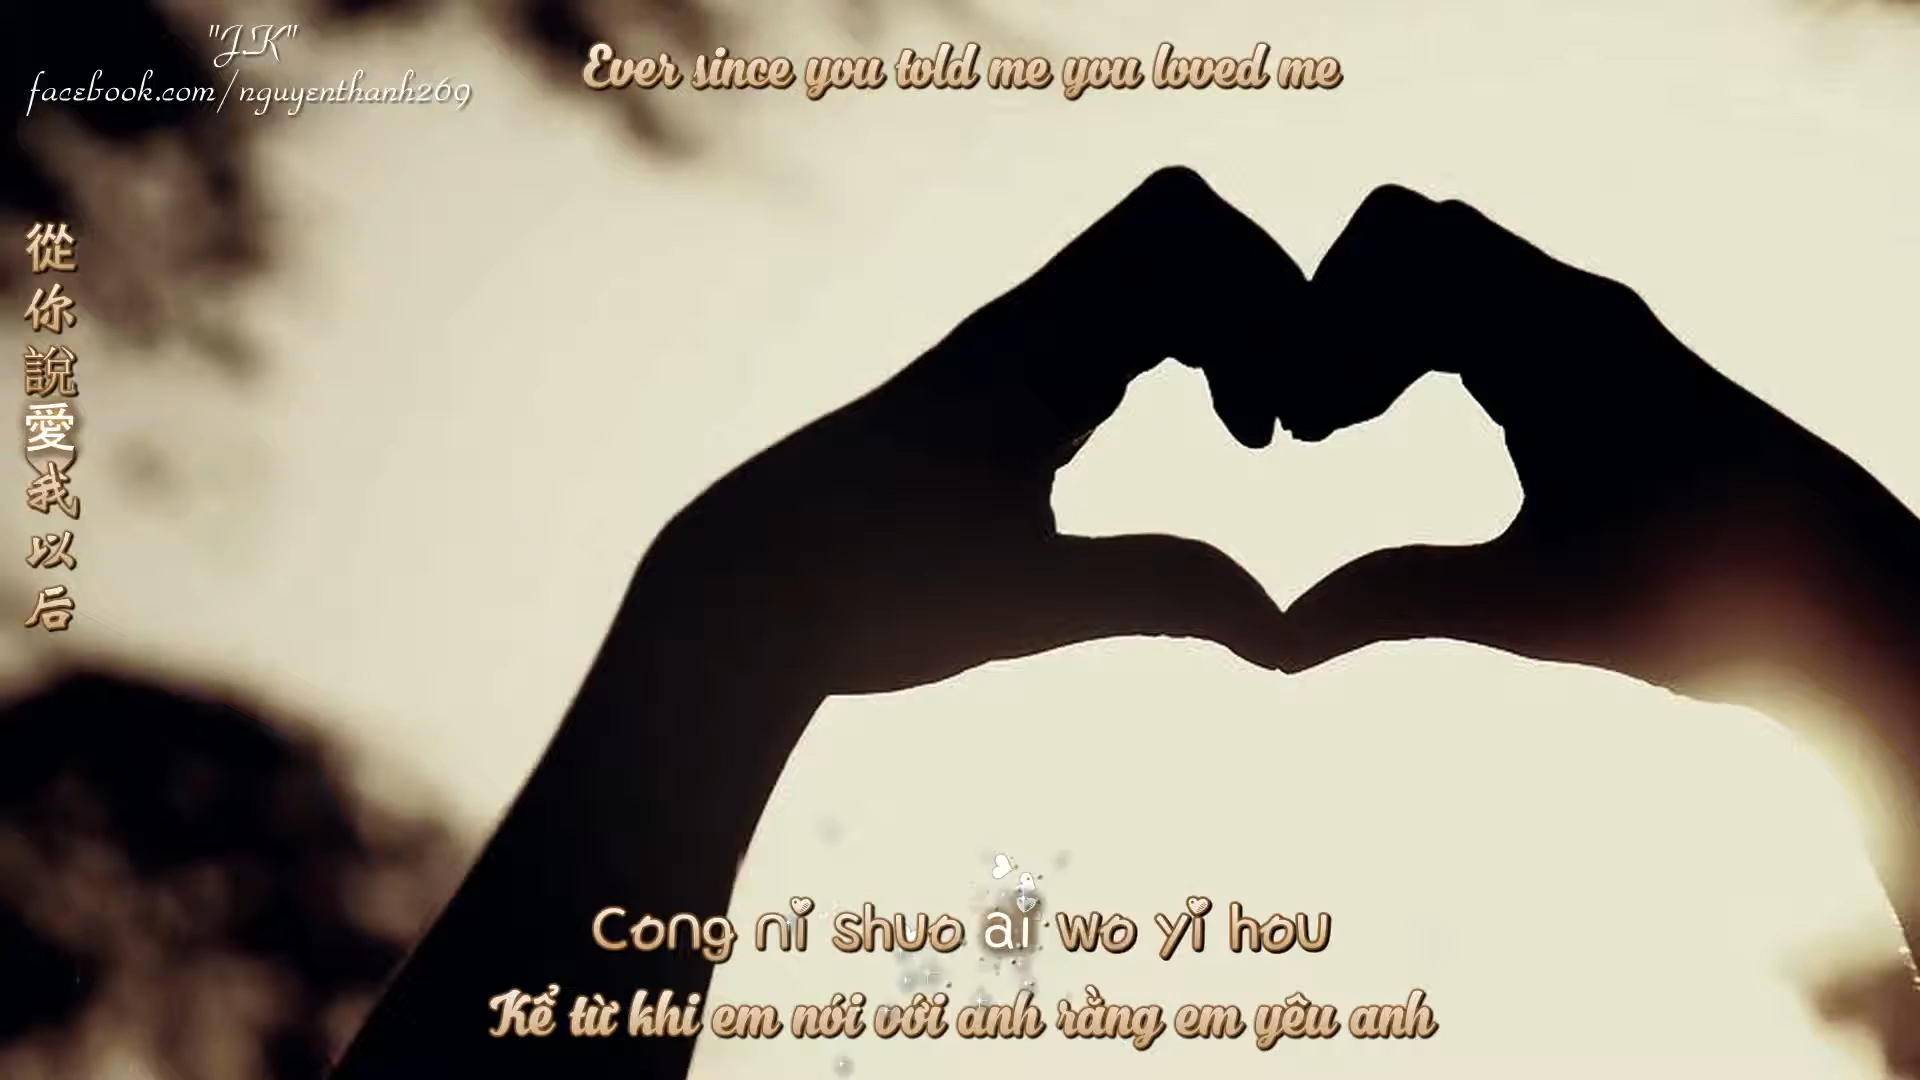 "J.K"
facebook.com/nguyenthanh269
Ever since you told me you loved me
從你說愛我以后
Cong ni shuo ai wo yi hou
Kể từ khi em nói với anh rằng em yêu anh